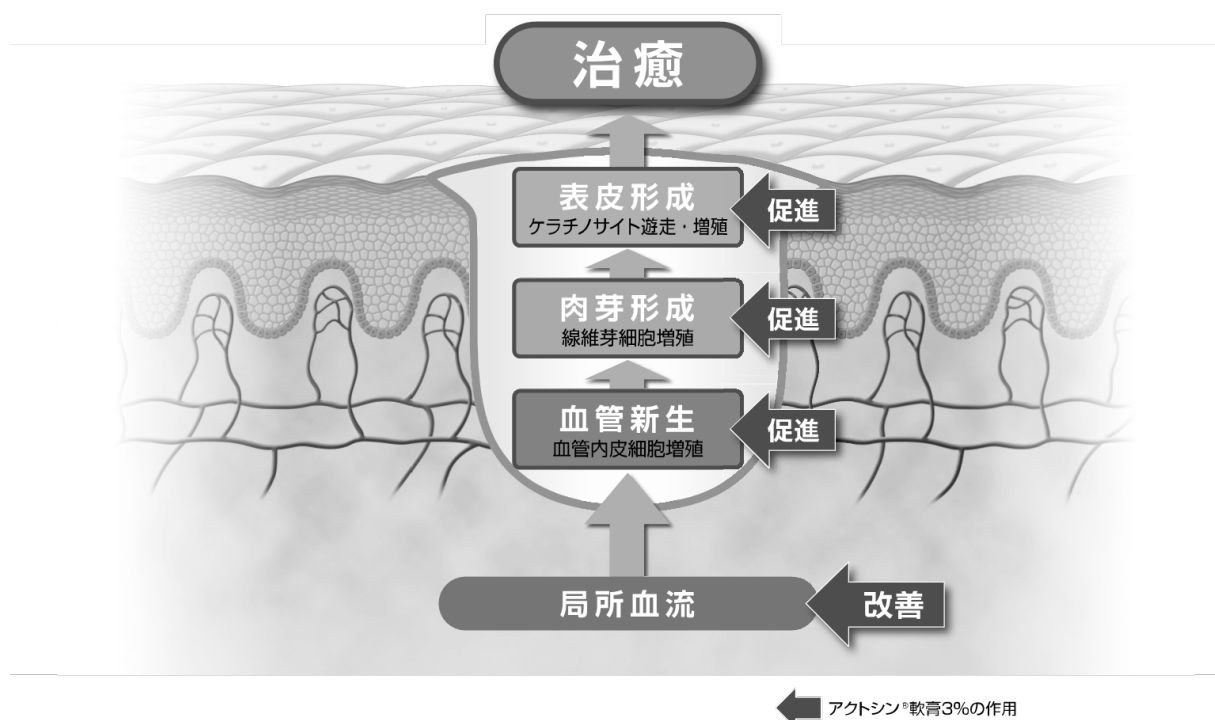 治癒
表皮形成
ケラチノサイト遊走・増殖
促進
肉芽形成
線維芽細胞増殖
促進
血管新生
血管内皮細胞増殖
促進
局所血流
改善
アクトシン®軟膏3%の作用